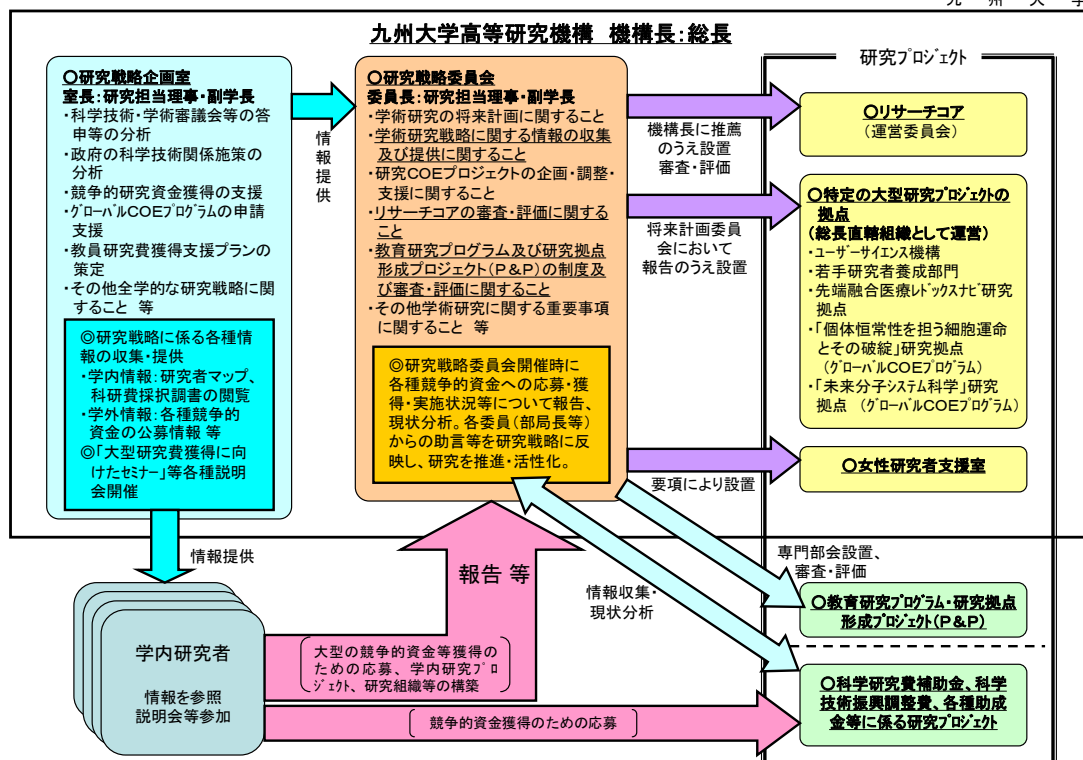 九 州 大 学
九州大学高等研究機構 機構長:総長
〇研究戦略企画室
室長:研究担当理事・副学長
・科学技術・学術審議会等の答
申等の分析
・政府の科学技術関係施策の
分析
・競争的研究資金獲得の支援
・グローバルCOEプログラムの申請
支援
・教員研究費獲得支援プランの
策定
・その他全学的な研究戦略に関
すること 等
◎研究戦略に係る各種情
報の収集・提供
・学内情報:研究者マップ、
科研費採択調書の閲覧
・学外情報:各種競争的
資金の公募情報 等
◎「大型研究費獲得に向
けたセミナー」等各種説明
会開催
情
報
提
供
〇研究戦略委員会
委員長:研究担当理事・副学長
・学術研究の将来計画に関すること
・学術研究戦略に関する情報の収集
及び提供に関すること
・研究COEプロジェクトの企画・調整・
支援に関すること
・リサーチコアの審査・評価に関する
こと
・教育研究プログラム及び研究拠点
形成プロジェクト(P&P)の制度及
び審査・評価に関すること
・その他学術研究に関する重要事項
に関すること 等
◎研究戦略委員会開催時に
各種競争的資金への応募・獲
得・実施状況等について報告、
現状分析。各委員(部局長等)
からの助言等を研究戦略に反
映し、研究を推進・活性化。
機構長に推薦
のうえ設置
審査・評価
将来計画委員
会において
報告のうえ設置
要項により設置
研究プロジェクト
〇リサーチコア
(運営委員会)
〇特定の大型研究プロジェクトの
拠点
(総長直轄組織として運営)
・ユーザーサイエンス機構
・若手研究者養成部門
・先端融合医療レドックスナビ研究
拠点
・「個体恒常性を担う細胞運命
とその破綻」研究拠点
(グローバルCOEプログラム)
・「未来分子システム科学」研究
拠点 (グローバルCOEプログラム)
〇女性研究者支援室
専門部会設置、
審査・評価
〇教育研究プログラム・研究拠点
形成プロジェクト(P&P)
〇科学研究費補助金、科学
技術振興調整費、各種助成
金等に係る研究プロジェクト
情報提供
報告 等
情報収集・
現状分析
学内研究者
情報を参照
説明会等参加
大型の競争的資金等獲得の
ための応募、学内研究プロ
ジェクト、研究組織等の構築
競争的資金獲得のための応募